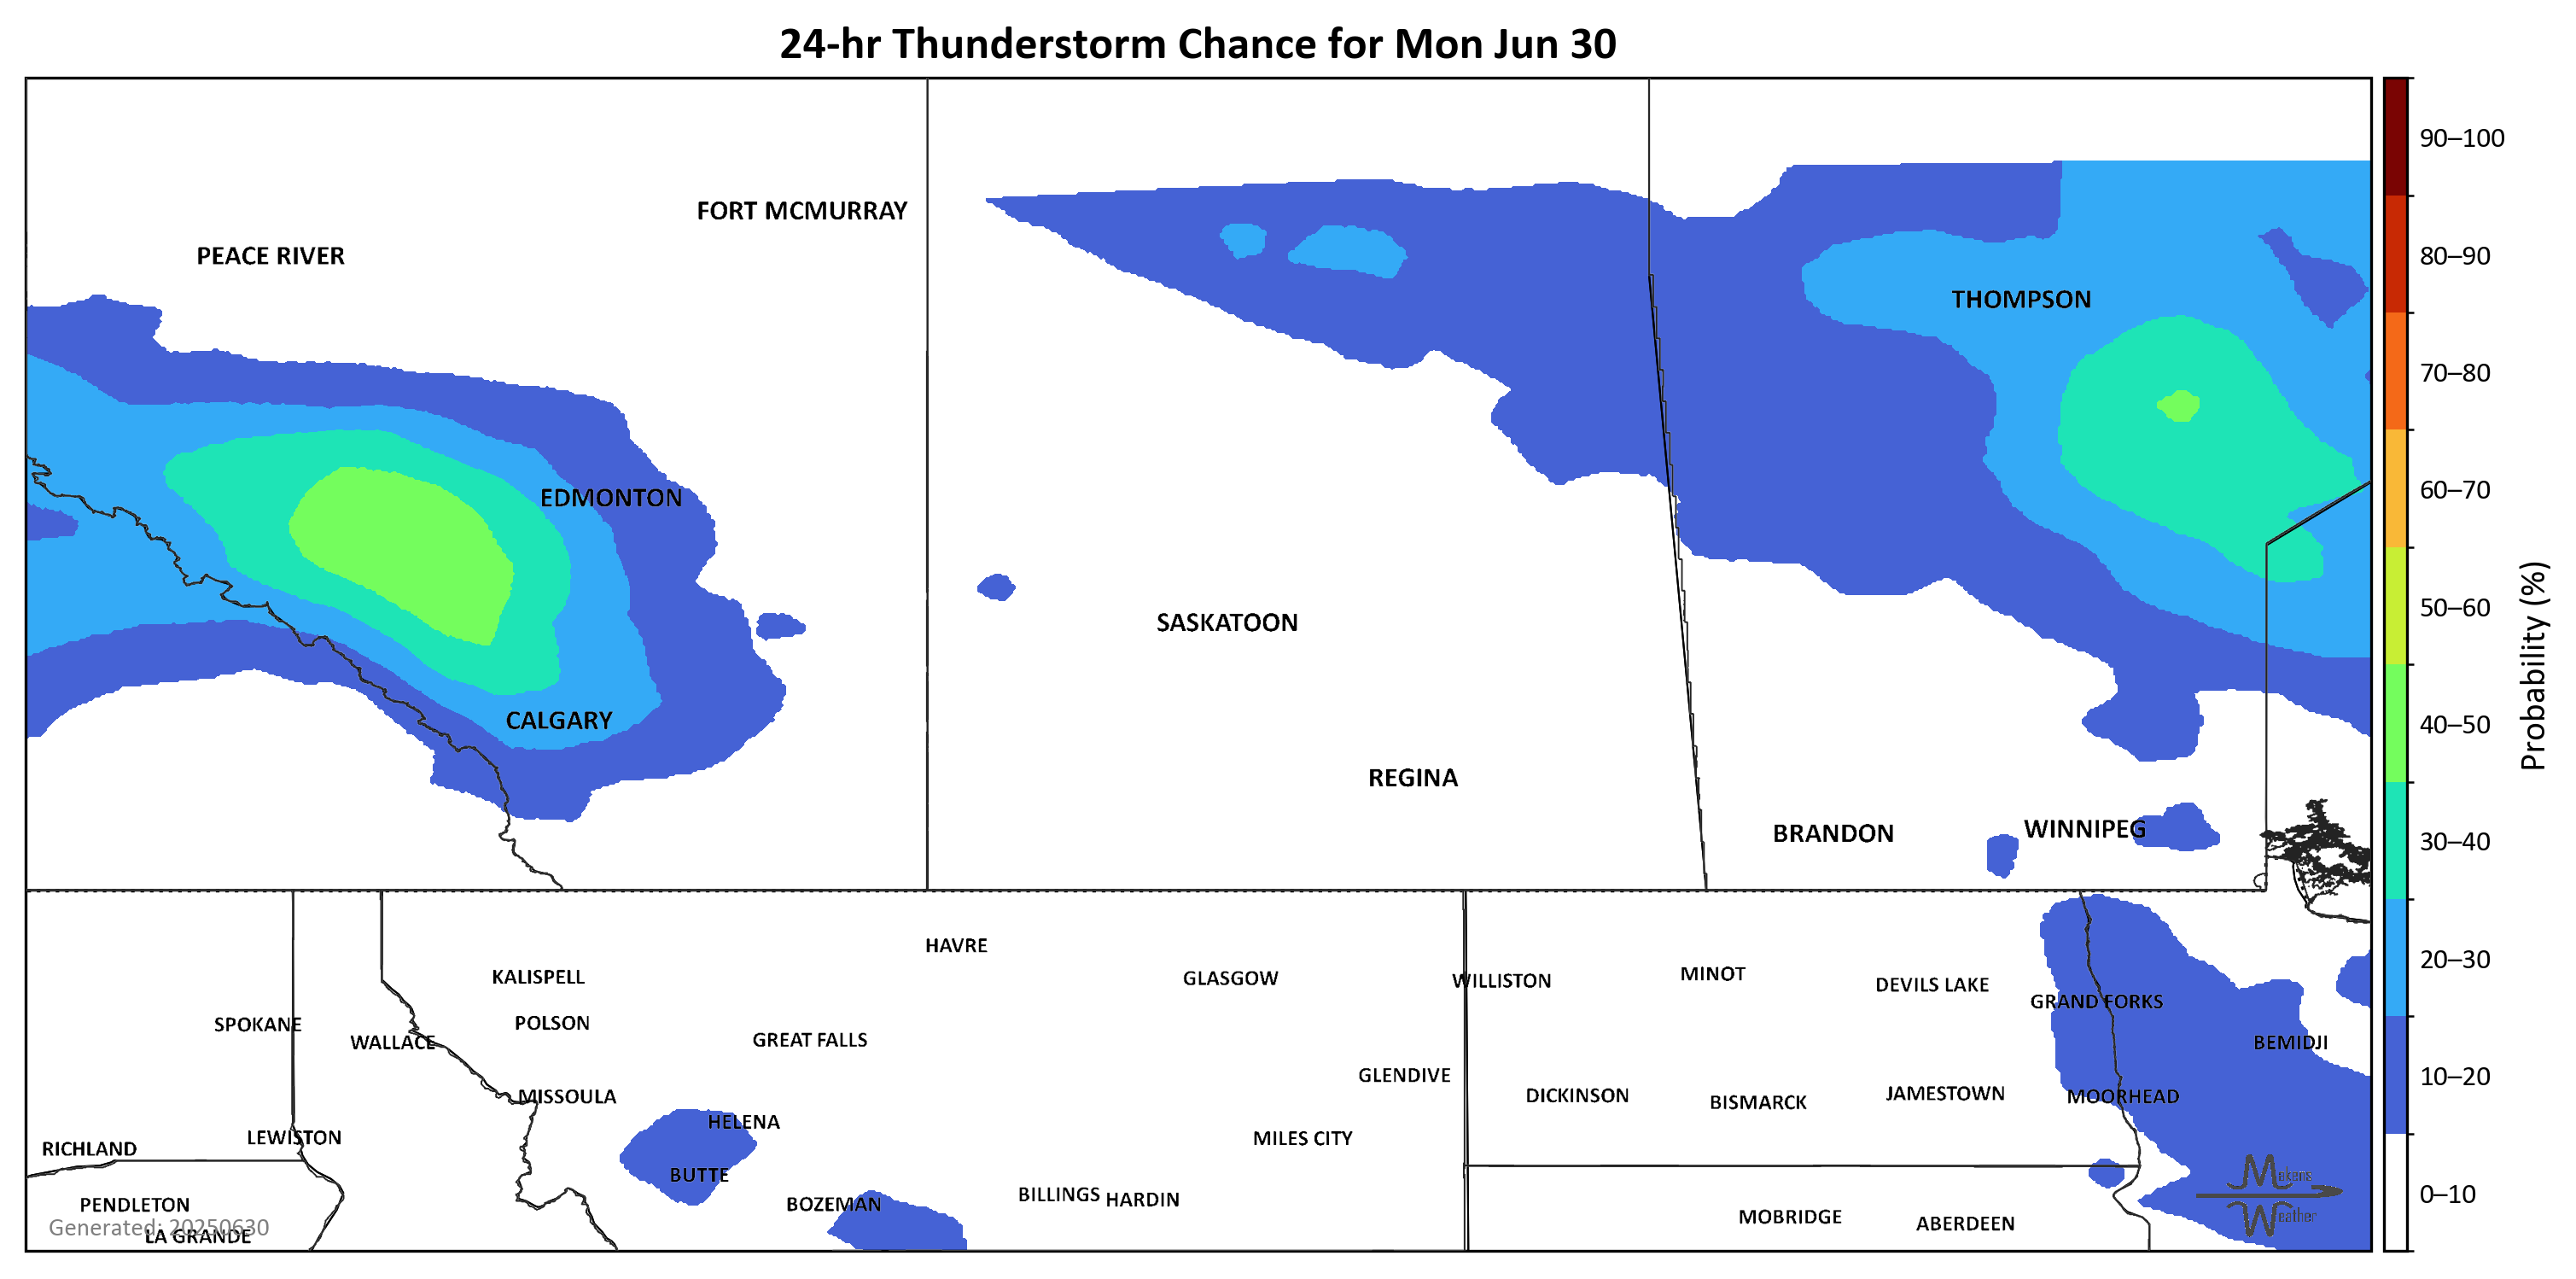 24-hr Thunderstorm Chance for Mon Jun 30
90–100
FORT MCMURRAY
PEACE RIVER
80–90
THOMPSON
70–80
EDMONTON
60–70
SASKATOON
50–60
CALGARY
40–50
Probability (%)
REGINA
BRANDON
WINNIPEG
30–40
HAVRE
KALISPELL
GLASGOW
WILLISTON
MINOT
DEVILS LAKE
20–30
GRAND FORKS
SPOKANE
POLSON
WALLACE
GREAT FALLS
BEMIDJI
GLENDIVE
10–20
MISSOULA
DICKINSON
BISMARCK
JAMESTOWN
MOORHEAD
HELENA
LEWISTON
MILES CITY
RICHLAND
BUTTE
Mekens
Weather
BILLINGS
HARDIN
0–10
PENDLETON
BOZEMAN
MOBRIDGE
ABERDEEN
Generated: 20250630
LA GRANDE